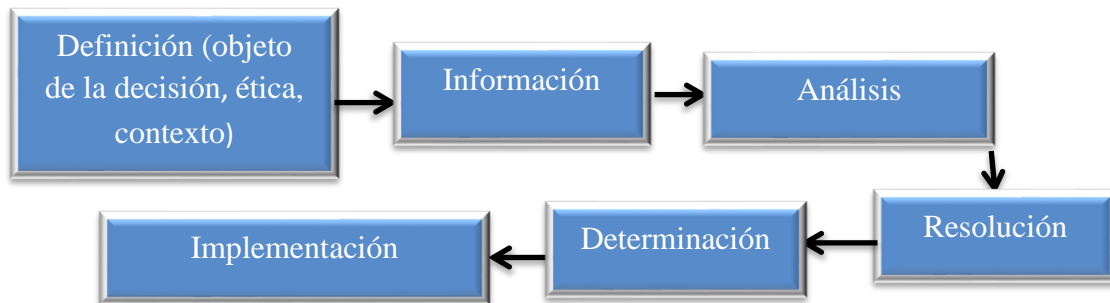 Definición (objeto
de la decisión, ética,
contexto)
Información
Análisis
Resolución
Determinación
Implementación